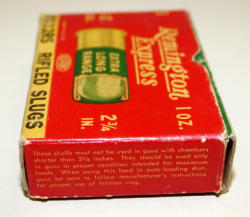 Remington
Express
EXTRA
LONG
RANGE
1 OZ.
2 ¾
IN.
RIFLED SLUGS
These shells must not be used in guns with chambers
shorter than 2¾ inches. They should be used only
in guns in proper condition intended for maximum
loads. When using this load in auto-loading shot-
guns be sure to follow manufacturer's instructions
for proper use of friction ring.